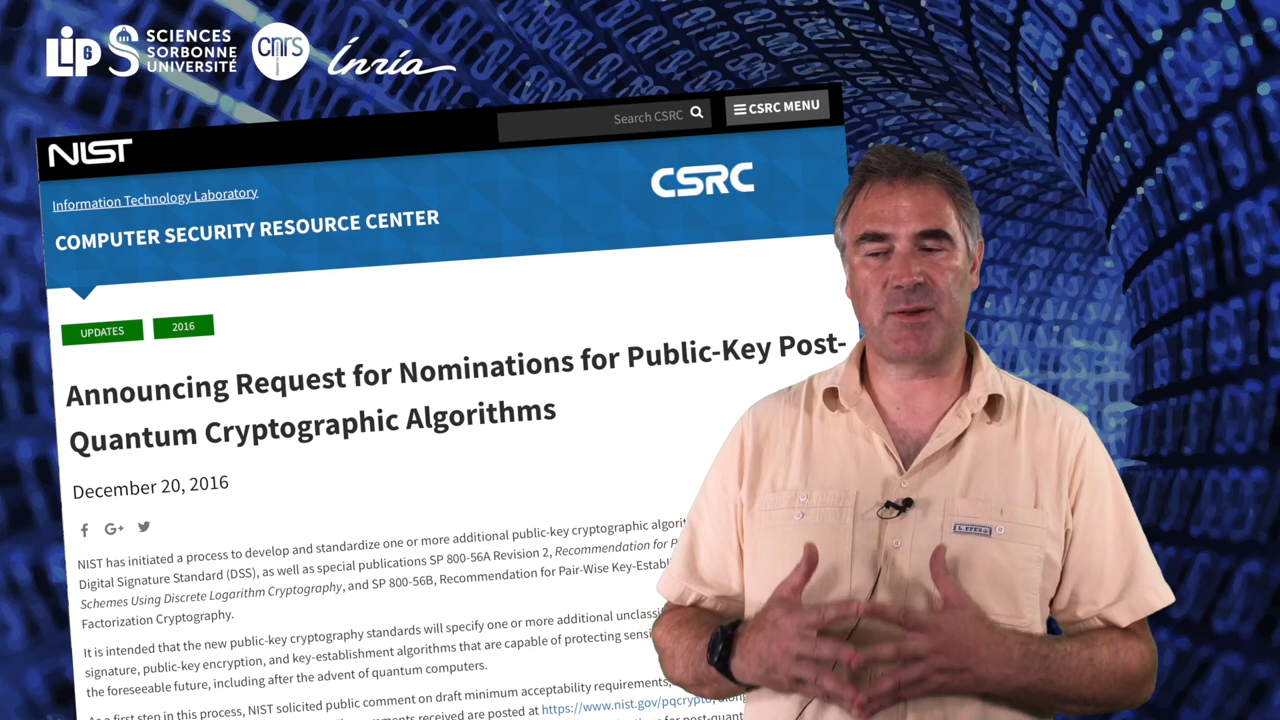 LIP6
SCIENCES
SORBONNE
UNIVERSITÉ
cnrs
Inria
Search CSRC
CSRC MENU
NIST
Information Technology Laboratory
CSRC
COMPUTER SECURITY RESOURCE CENTER
UPDATES
2016
Announcing Request for Nominations for Public-Key Post-
Quantum Cryptographic Algorithms
December 20, 2016
NIST has initiated a process to develop and standardize one or more additional public-key cryptographic
Digital Signature Standard (DSS), as well as special publications SP 800-56A Revision 2, Recommendation for
Schemes Using Discrete Logarithm Cryptography, and SP 800-56B, Recommendation for Pair-Wise
Factorization Cryptography.
It is intended that the new public-key cryptography standards will specify one or more additional
signature, public-key encryption, and key-establishment algorithms that are capable of protecting
the foreseeable future, including after the advent of quantum computers.
As a first step in this process, NIST solicited public comment on draft minimum acceptability requirements,
received are posted at https://www.nist.gov/pqcrypto,